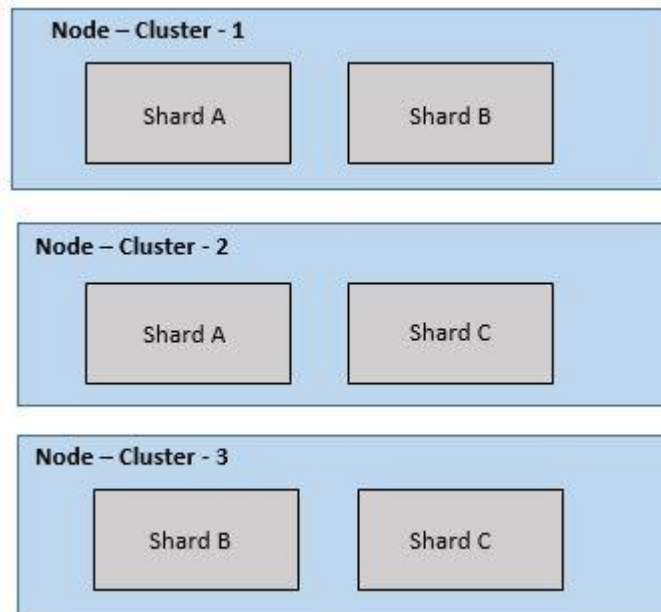 Node – Cluster - 1
Shard A
Shard B
Node – Cluster - 2
Shard A
Shard C
Node – Cluster - 3
Shard B
Shard C